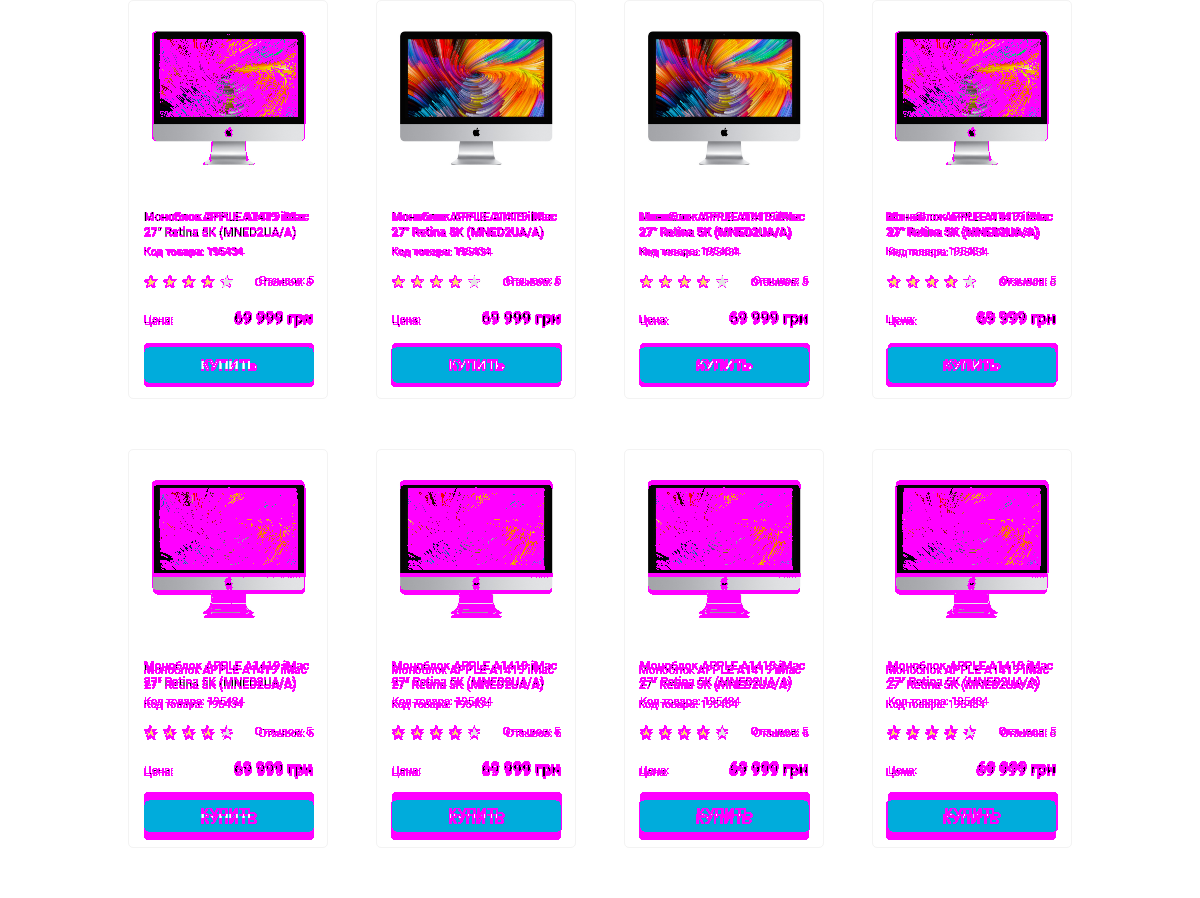 Моноблок APPLE A1419 iMac
27" Retina 5K (MNED2UA/A)
Код товара: 195434
Отзывов: 5
Цена:
69 999 грн
КУПИТЬ
Моноблок APPLE A1419 iMac
27" Retina 5K (MNED2UA/A)
Код товара: 195434
Отзывов: 5
Цена:
69 999 грн
КУПИТЬ
Моноблок APPLE A1419 iMac
27" Retina 5K (MNED2UA/A)
Код товара: 195434
Отзывов: 5
Цена:
69 999 грн
КУПИТЬ
Моноблок APPLE A1419 iMac
27" Retina 5K (MNED2UA/A)
Код товара: 195434
Отзывов: 5
Цена:
69 999 грн
КУПИТЬ
Моноблок APPLE A1419 iMac
27" Retina 5K (MNED2UA/A)
Код товара: 195434
Отзывов: 5
Цена:
69 999 грн
КУПИТЬ
Моноблок APPLE A1419 iMac
27" Retina 5K (MNED2UA/A)
Код товара: 195434
Отзывов: 5
Цена:
69 999 грн
КУПИТЬ
Моноблок APPLE A1419 iMac
27" Retina 5K (MNED2UA/A)
Код товара: 195434
Отзывов: 5
Цена:
69 999 грн
КУПИТЬ
Моноблок APPLE A1419 iMac
27" Retina 5K (MNED2UA/A)
Код товара: 195434
Отзывов: 5
Цена:
69 999 грн
КУПИТЬ